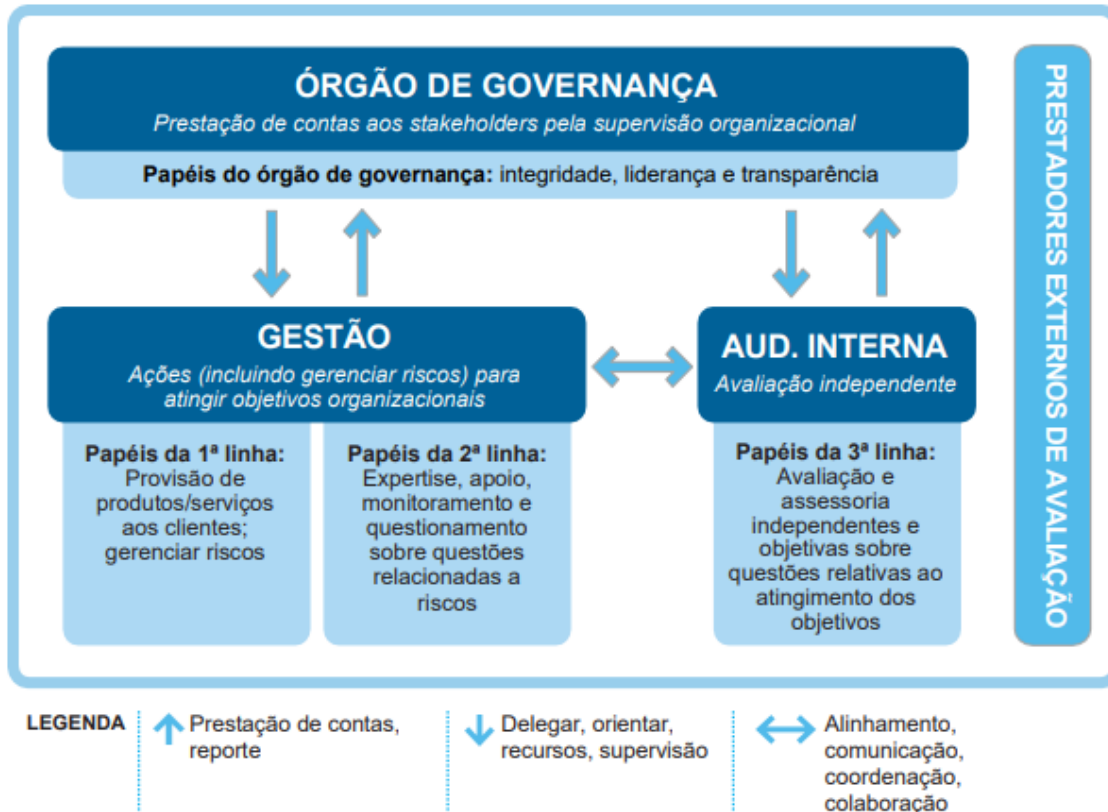 ÓRGÃO DE GOVERNANÇA
Prestação de contas aos stakeholders pela supervisão organizacional
Papéis do órgão de governança: integridade, liderança e transparência
GESTÃO
Ações (incluindo gerenciar riscos) para
atingir objetivos organizacionais
Papéis da 1ª linha:
Provisão de
produtos/serviços
aos clientes;
gerenciar riscos
Papéis da 2ª linha:
Expertise, apoio,
monitoramento e
questionamento
sobre questões
relacionadas a
riscos
AUD. INTERNA
Avaliação independente
Papéis da 3ª linha:
Avaliação e
assessoria
independentes e
objetivas sobre
questões relativas ao
atingimento dos
objetivos
PRESTADORES EXTERNOS DE AVALIAÇÃO
LEGENDA
Prestação de contas,
reporte
Delegar, orientar,
recursos, supervisão
Alinhamento,
comunicação,
coordenação,
colaboração